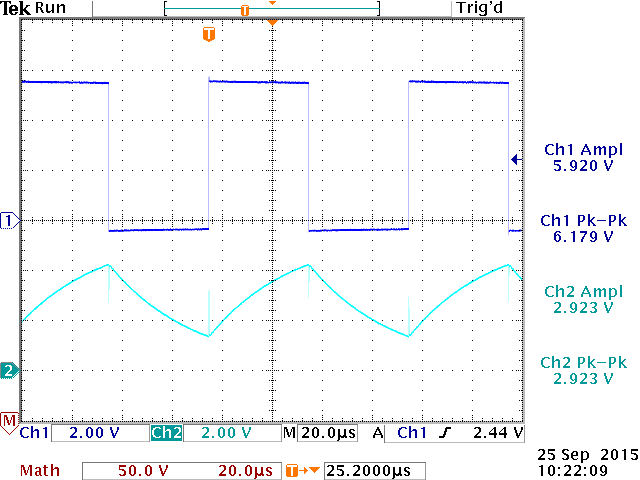 Tek Run Trig'd
T
T
Ch1 Ampl
5.920 V
1
Ch1 Pk-Pk
6.179 V
Ch2 Ampl
2.923 V
2
Ch2 Pk-Pk
2.923 V
M
Ch1 2.00 V Ch2 2.00 V M 20.0µs A Ch1 2.44 V
25 Sep 2015
Math 50.0 V 20.0µs T 25.2000µs
10:22:09